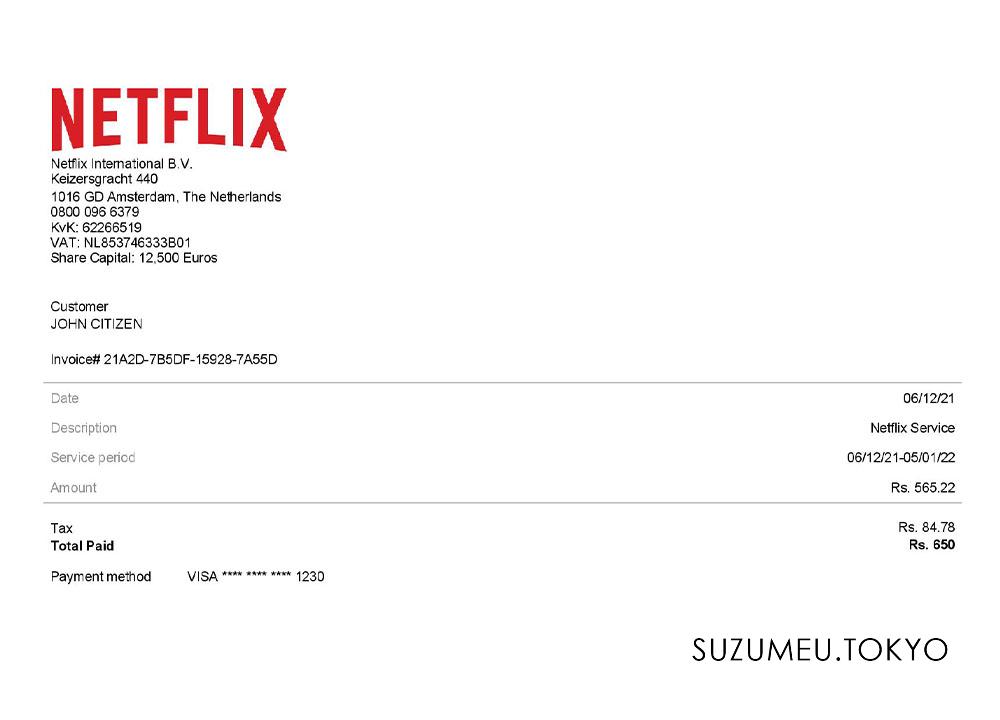 NETFLIX
Netflix International B.V.
Keizersgracht 440
1016 GD Amsterdam, The Netherlands
0800 096 6379
KvK: 62266519
VAT: NL853746333B01
Share Capital: 12,500 Euros
Customer
JOHN CITIZEN
Invoice# 21A2D-7B5DF-15928-7A55D
Date 06/12/21
Description Netflix Service
Service period 06/12/21-05/01/22
Amount Rs. 565.22
Tax Rs. 84.78
Total Paid Rs. 650
Payment method VISA **** **** **** 1230
SUZUMEU.TOKYO